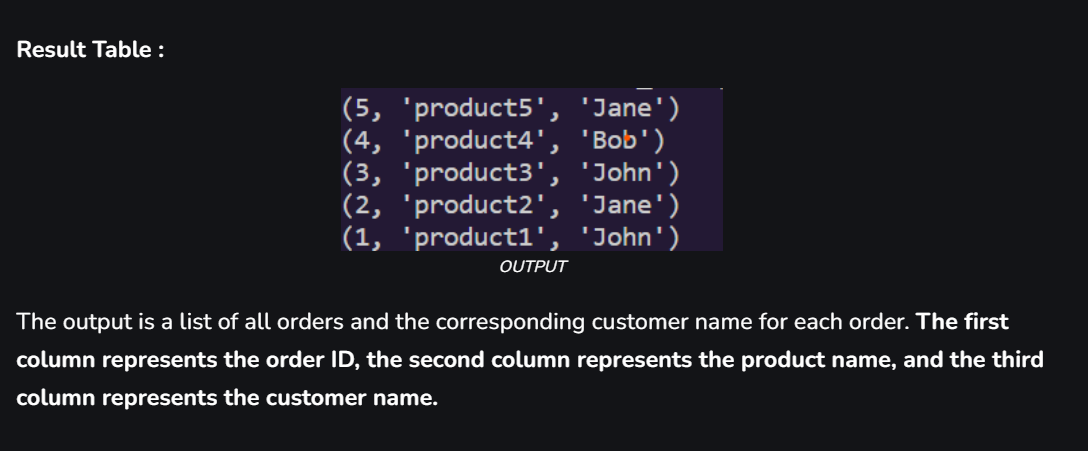 Result Table :
(5, 'product5', 'Jane')
(4, 'product4', 'Bob')
(3, 'product3', 'John')
(2, 'product2', 'Jane')
(1, 'product1', 'John')
OUTPUT
The output is a list of all orders and the corresponding customer name for each order. The first
column represents the order ID, the second column represents the product name, and the third
column represents the customer name.